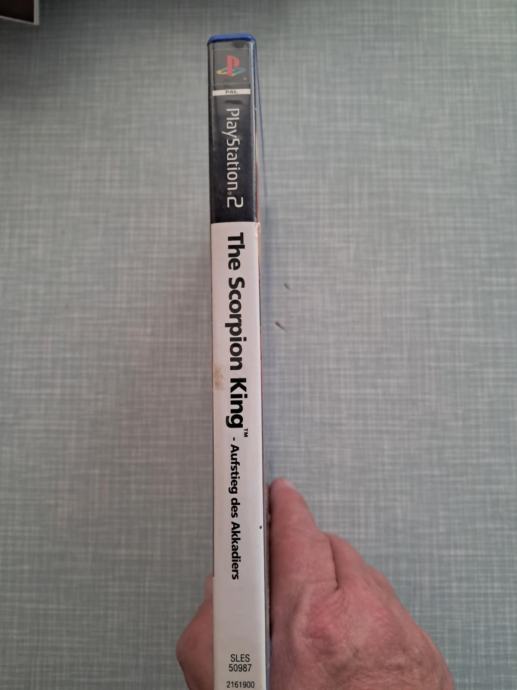 PAL
PlayStation.2
The Scorpion King™ - Aufstieg des Akkadiers
SLES
50987
2161900